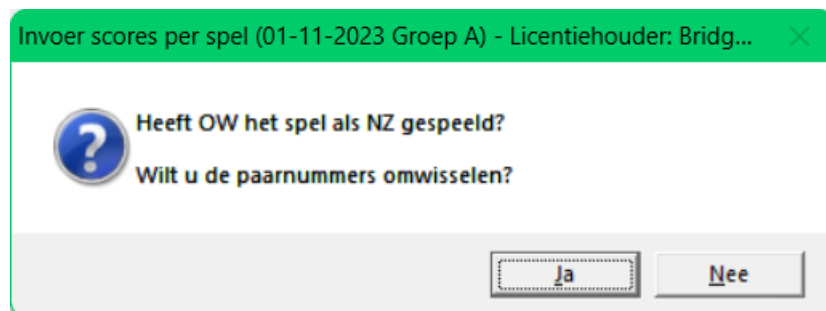 Invoer scores per spel (01-11-2023 Groep A) - Licentiehouder: Bridg...
Heeft OW het spel als NZ gespeeld?
Wilt u de paarnummers omwisselen?
Ja Nee